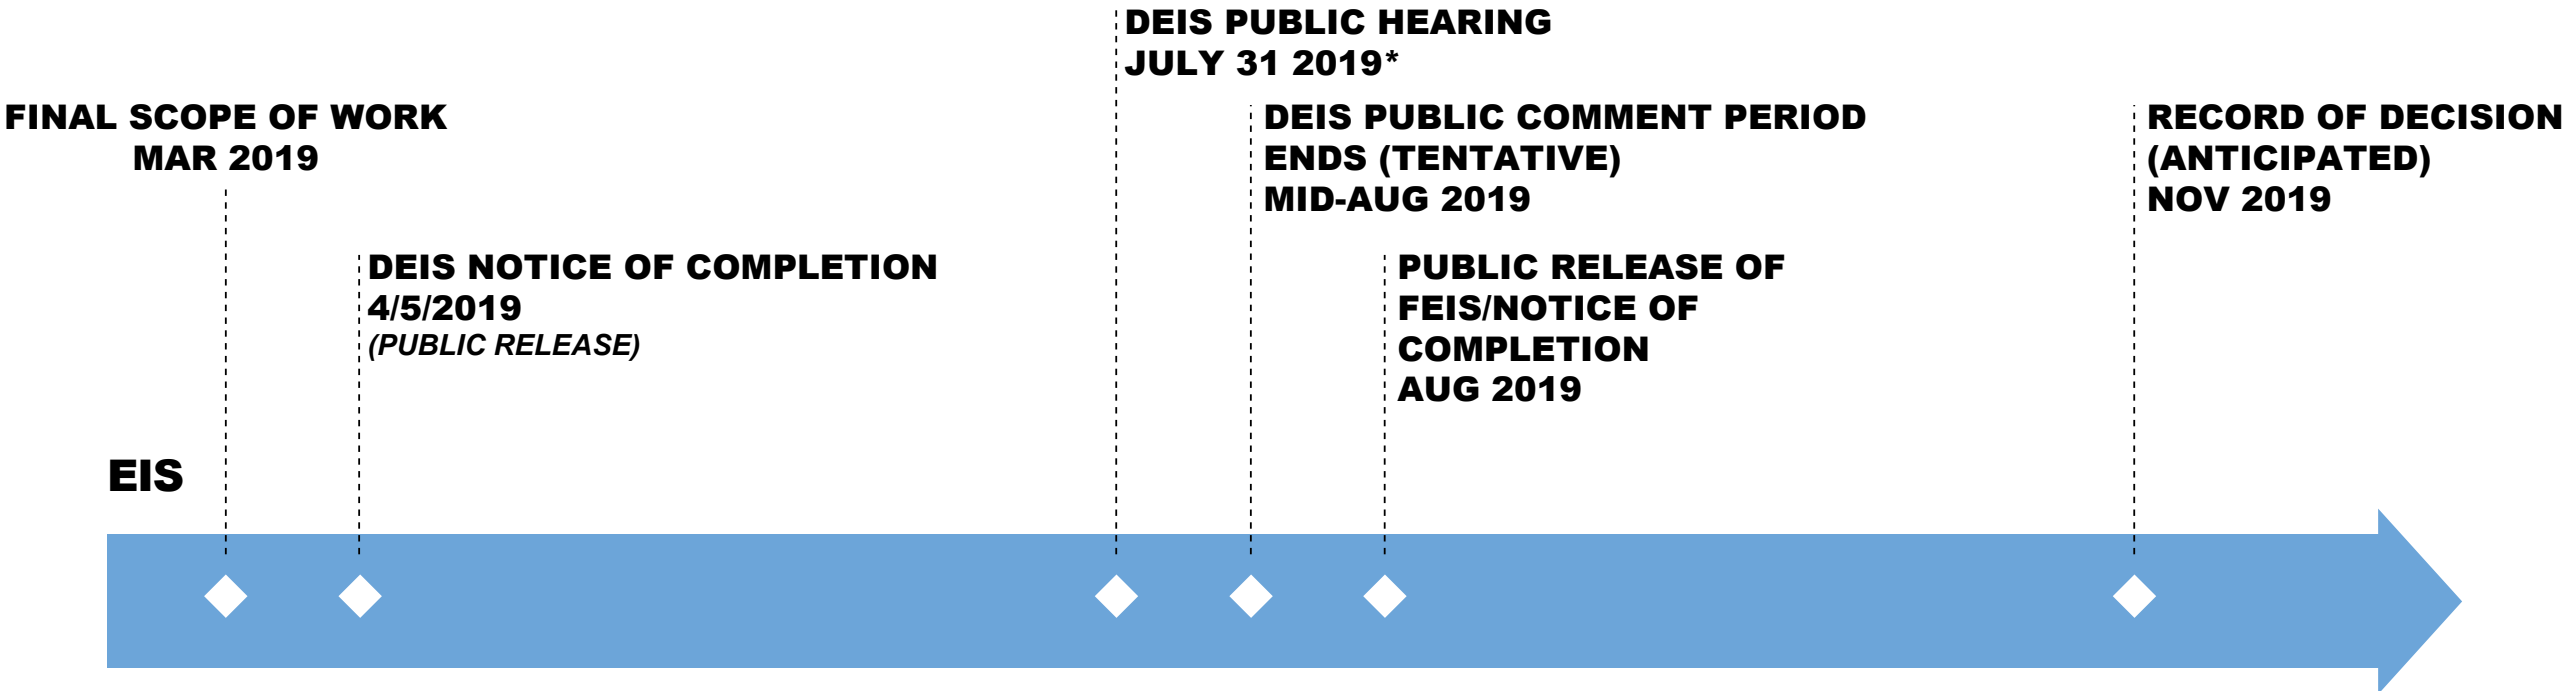 FINAL SCOPE OF WORK
MAR 2019
DEIS NOTICE OF COMPLETION
4/5/2019
(PUBLIC RELEASE)
DEIS PUBLIC HEARING
JULY 31 2019*
DEIS PUBLIC COMMENT PERIOD
ENDS (TENTATIVE)
MID-AUG 2019
PUBLIC RELEASE OF
FEIS/NOTICE OF
COMPLETION
AUG 2019
RECORD OF DECISION
(ANTICIPATED)
NOV 2019
EIS